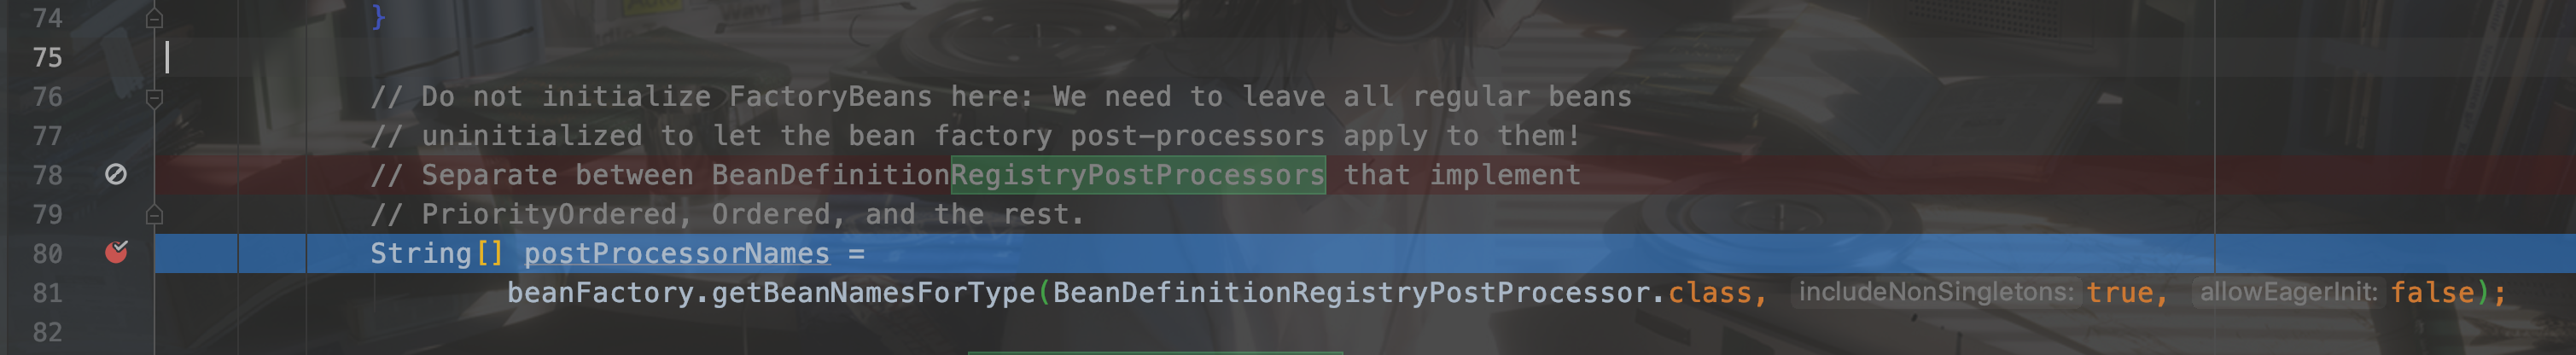 74 }
75
76 // Do not initialize FactoryBeans here: We need to leave all regular beans
77 // uninitialized to let the bean factory post-processors apply to them!
78 // Separate between BeanDefinitionRegistryPostProcessors that implement
79 // PriorityOrdered, Ordered, and the rest.
80 String[] postProcessorNames =
81 beanFactory.getBeanNamesForType(BeanDefinitionRegistryPostProcessor.class, includeNonSingletons: true, allowEagerInit: false);
82